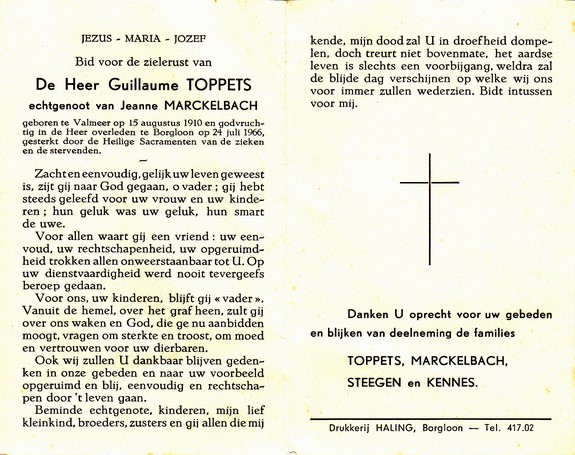 JEZUS - MARIA - JOZEF
Bid voor de zielerust van
De Heer Guillaume TOPPETS
echtgenoot van Jeanne MARCKELBACH
geboren te Valmeer op 15 augustus 1910 en godvruch-
tig in de Heer overleden te Borgloon op 24 juli 1966,
gesterkt door de Heilige Sacramenten van de zieken
en de stervenden.
—
Zacht en eenvoudig, gelijk uw leven geweest
is, zijt gij naar God gegaan, o vader ; gij hebt
steeds geleefd voor uw vrouw en uw kinde-
ren ; hun geluk was uw geluk, hun smart
de uwe.
Voor allen waart gij een vriend : uw een-
voud, uw rechtschapenheid, uw opgeruimd-
heid trokken allen onweerstaanbaar tot U. Op
uw dienstvaardigheid werd nooit tevergeefs
beroep gedaan.
Voor ons, uw kinderen, blijft gij « vader ».
Vanuit de hemel, over het graf heen, zult gij
over ons waken en God, die ge nu aanbidden
moogt, vragen om sterkte en troost, om moed
en vertrouwen voor uw dierbaren.
Ook wij zullen U dankbaar blijven geden-
ken in onze gebeden en naar uw voorbeeld
opgeruimd en blij, eenvoudig en rechtscha-
pen door 't leven gaan.
Beminde echtgenote, kinderen, mijn lief
kleinkind, broeders, zusters en gij allen die mij
kende, mijn dood zal U in droefheid dompe-
len, doch treurt niet bovenmate, het aardse
leven is slechts een voorbijgang, weldra zal
de blijde dag verschijnen op welke wij ons
voor immer zullen wederzien. Bidt intussen
voor mij.
Danken U oprecht voor uw gebeden
en blijken van deelneming de families
TOPPETS, MARCKELBACH,
STEEGEN en KENNES.
Drukkerij HALING, Borgloon — Tel. 417.02